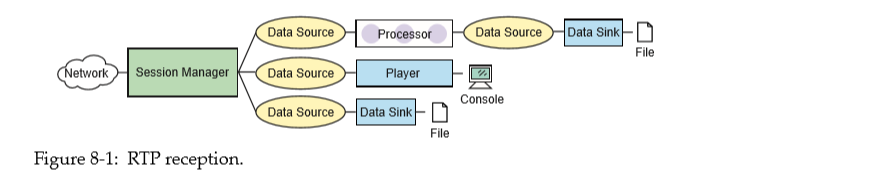 Data Source
Processor
Data Source
Data Sink
File
Network
Session Manager
Data Source
Player
Console
Data Source
Data Sink
File
Figure 8-1: RTP reception.